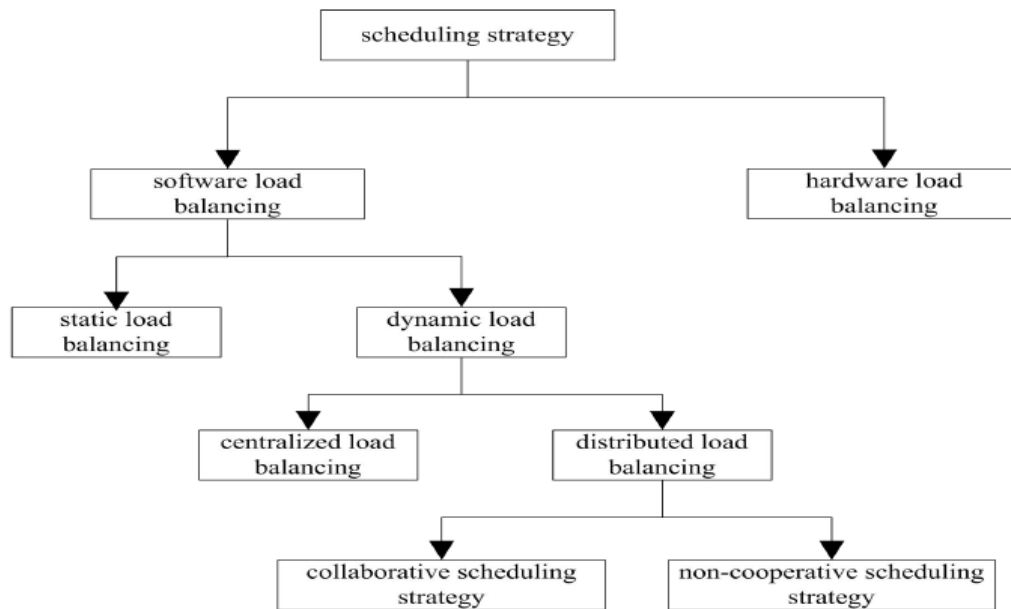 scheduling strategy
software load
balancing
hardware load
balancing
static load
balancing
dynamic load
balancing
centralized load
balancing
distributed load
balancing
collaborative scheduling
strategy
non-cooperative scheduling
strategy